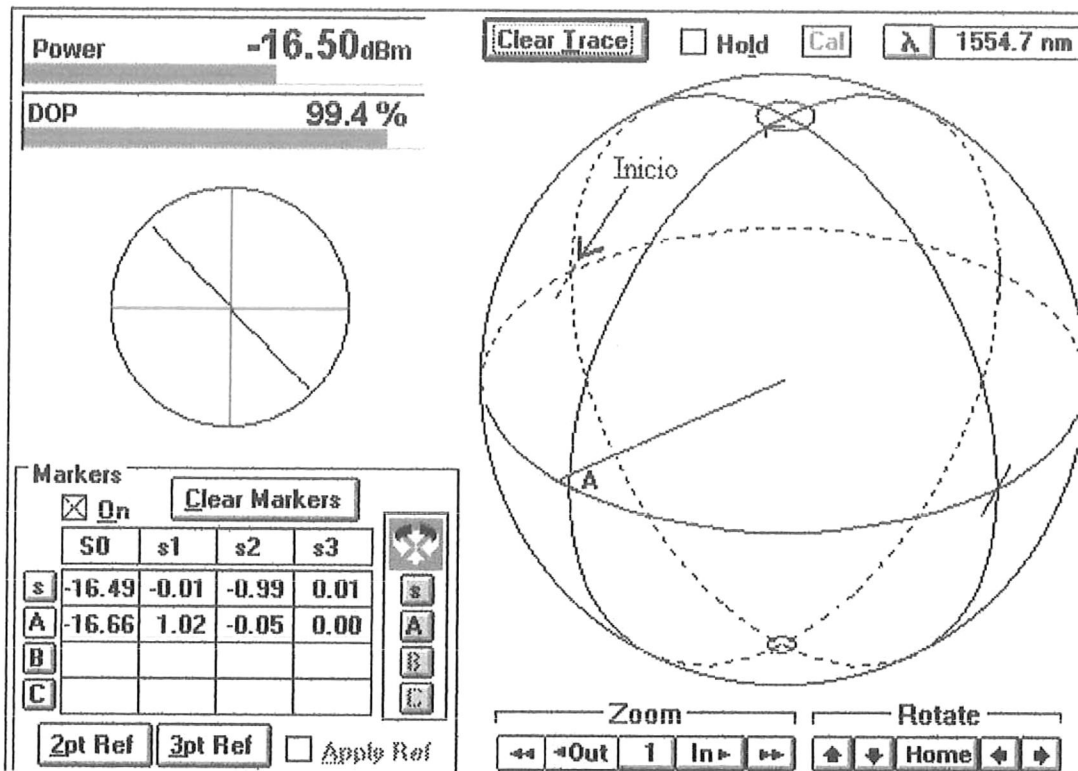 Power -16.50dBm
DOP 99.4 %
Clear Trace Hold Cal λ 1554.7 nm
Inicio
A
Markers
On Clear Markers
S0 s1 s2 s3
s -16.49 -0.01 -0.99 0.01 s
A -16.66 1.02 -0.05 0.00 A
B B
C C
2pt Ref 3pt Ref Apply Ref
Zoom
◄◄ ◄Out 1 In► ►►
Rotate
Home